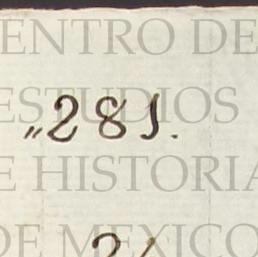 ENTRO DE
ESTUDIOS
„281.
E HISTORIA
DE MEXICO